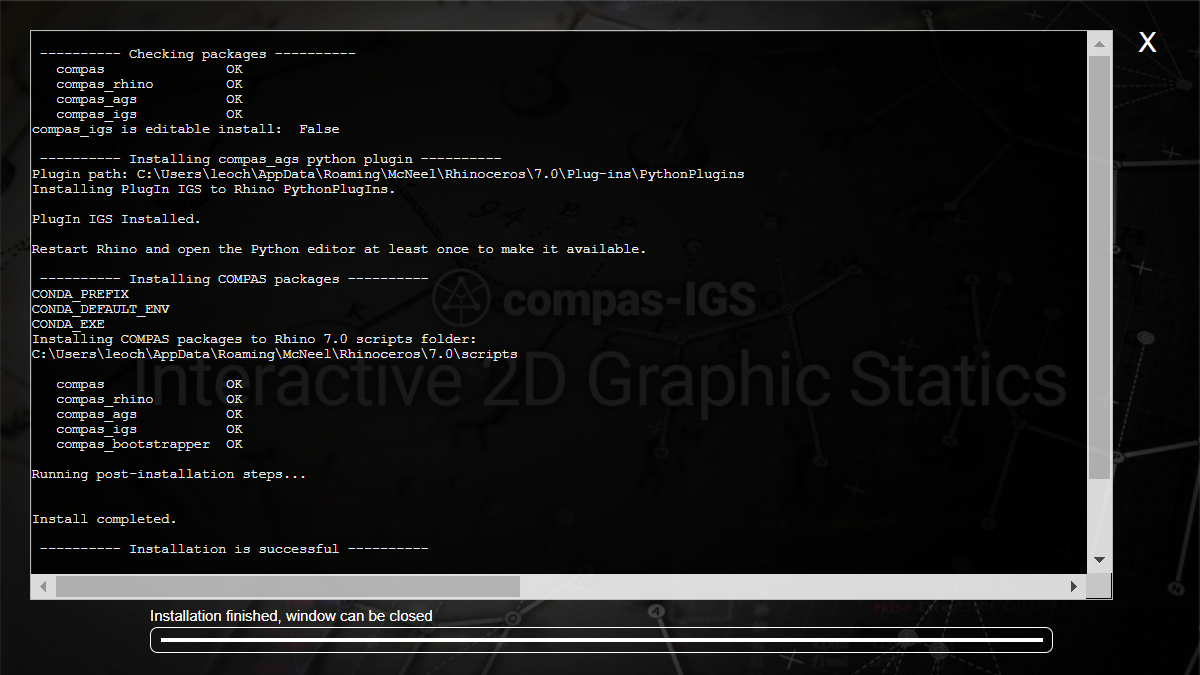 ---------- Checking packages ----------
compas OK
compas_rhino OK
compas_ags OK
compas_igs OK
compas_igs is editable install: False
---------- Installing compas_ags python plugin ----------
Plugin path: C:\Users\leoch\AppData\Roaming\McNeel\Rhinoceros\7.0\Plug-ins\PythonPlugins
Installing PlugIn IGS to Rhino PythonPlugIns.
PlugIn IGS Installed.
Restart Rhino and open the Python editor at least once to make it available.
---------- Installing COMPAS packages ----------
CONDA_PREFIX
CONDA_DEFAULT_ENV
CONDA_EXE
Installing COMPAS packages to Rhino 7.0 scripts folder:
C:\Users\leoch\AppData\Roaming\McNeel\Rhinoceros\7.0\scripts
compas OK
compas_rhino OK
compas_ags OK
compas_igs OK
compas_bootstrapper OK
Running post-installation steps...
Install completed.
---------- Installation is successful ----------
X
compas-IGS
Interactive 2D Graphic Statics
Installation finished, window can be closed